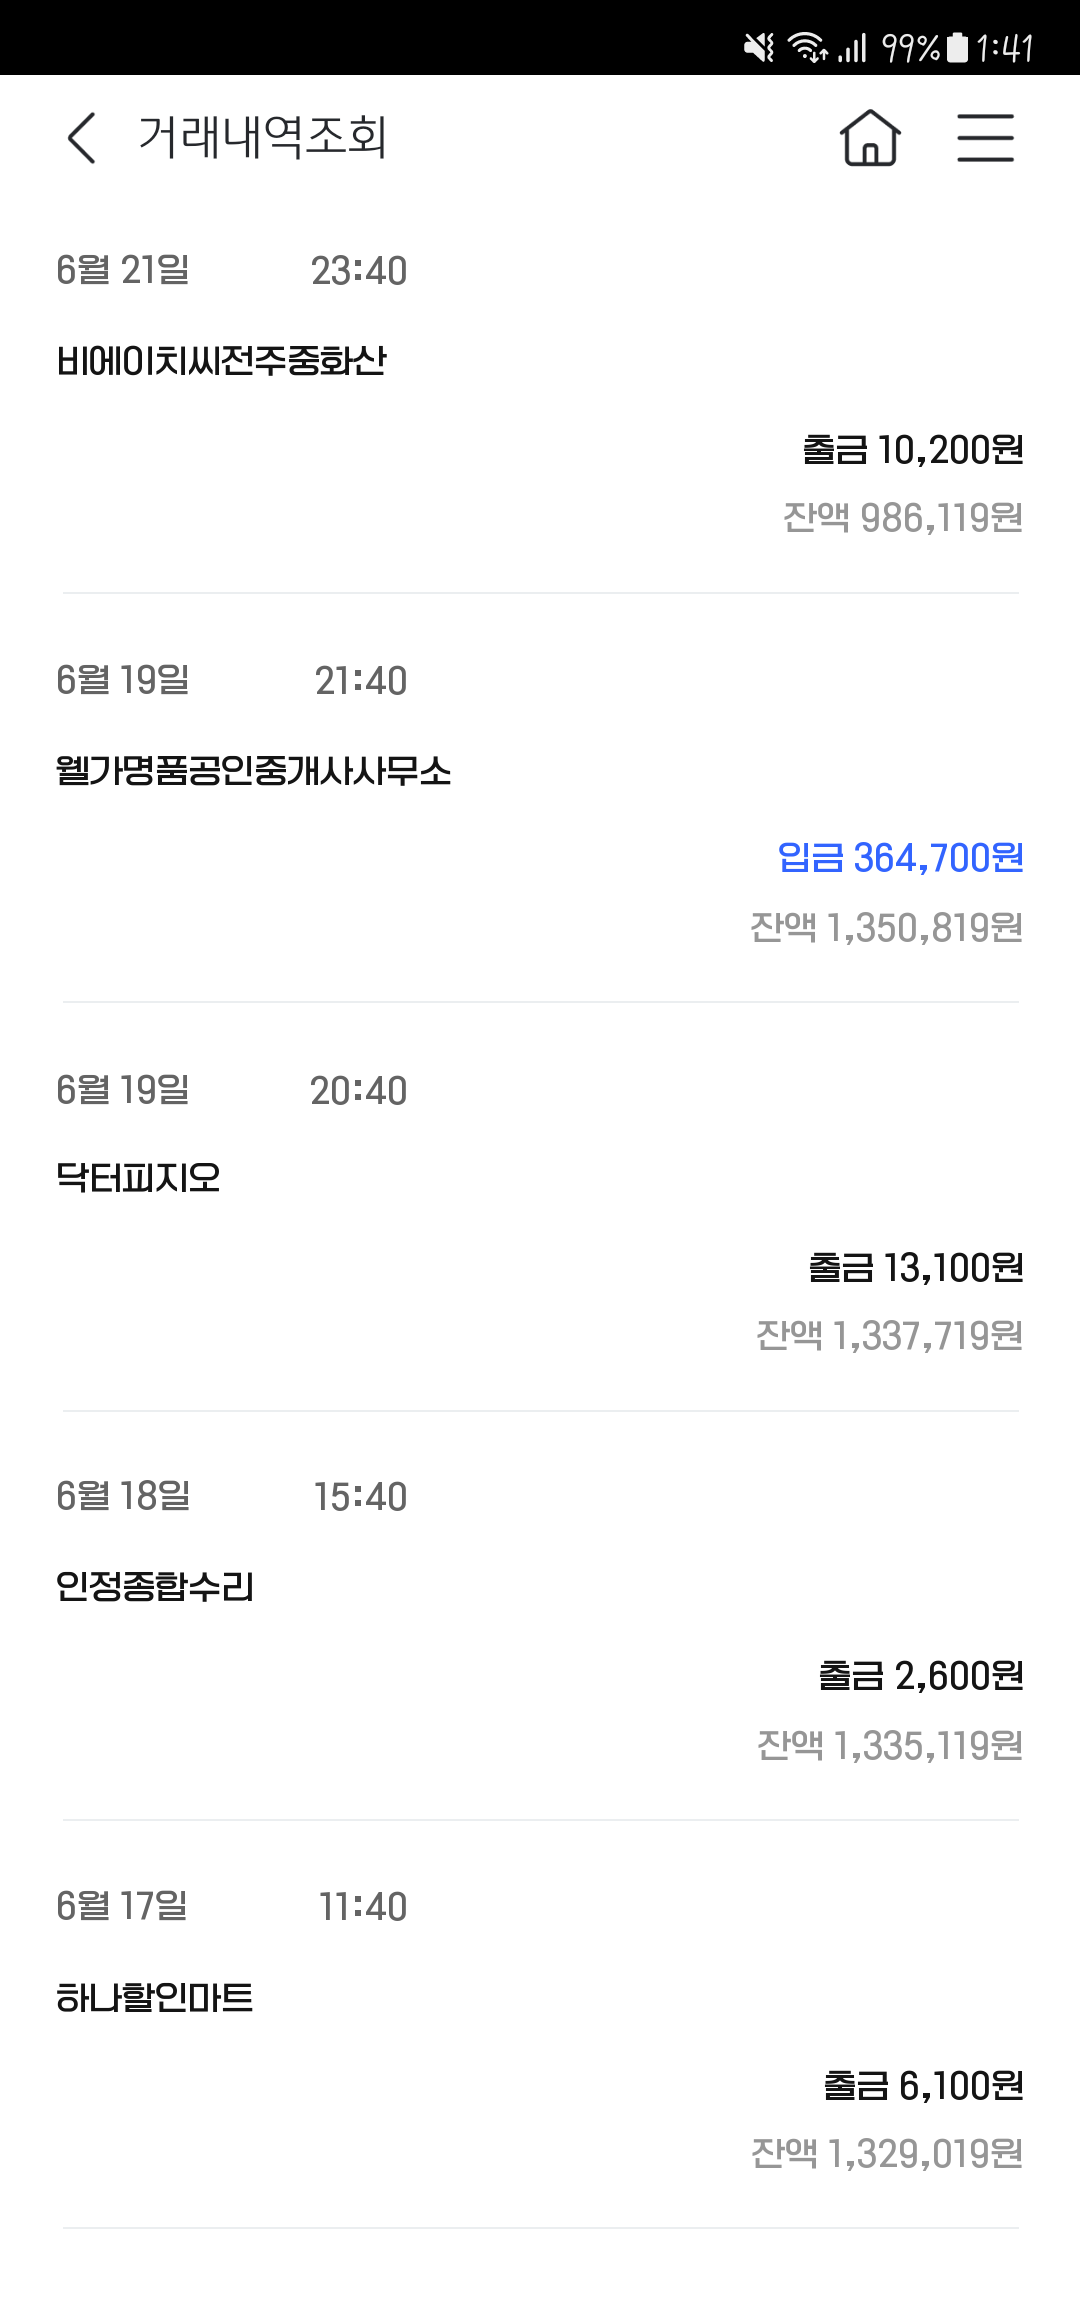 99% 1:41
거래내역조회
6월 21일 23:40
비에이치씨전주중화산
출금 10,200원
잔액 986,119원
6월 19일 21:40
웰가명품공인중개사사무소
입금 364,700원
잔액 1,350,819원
6월 19일 20:40
닥터피지오
출금 13,100원
잔액 1,337,719원
6월 18일 15:40
인정종합수리
출금 2,600원
잔액 1,335,119원
6월 17일 11:40
하나할인마트
출금 6,100원
잔액 1,329,019원